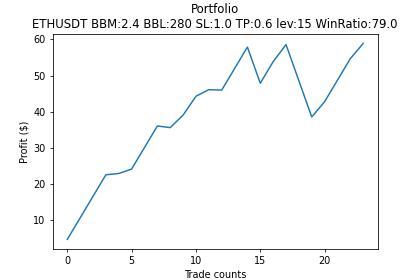 Portfolio
ETHUSDT BBM:2.4 BBL:280 SL:1.0 TP:0.6 lev:15 WinRatio:79.0
60
50
40
30
20
10
Profit ($)
0 5 10 15 20
Trade counts